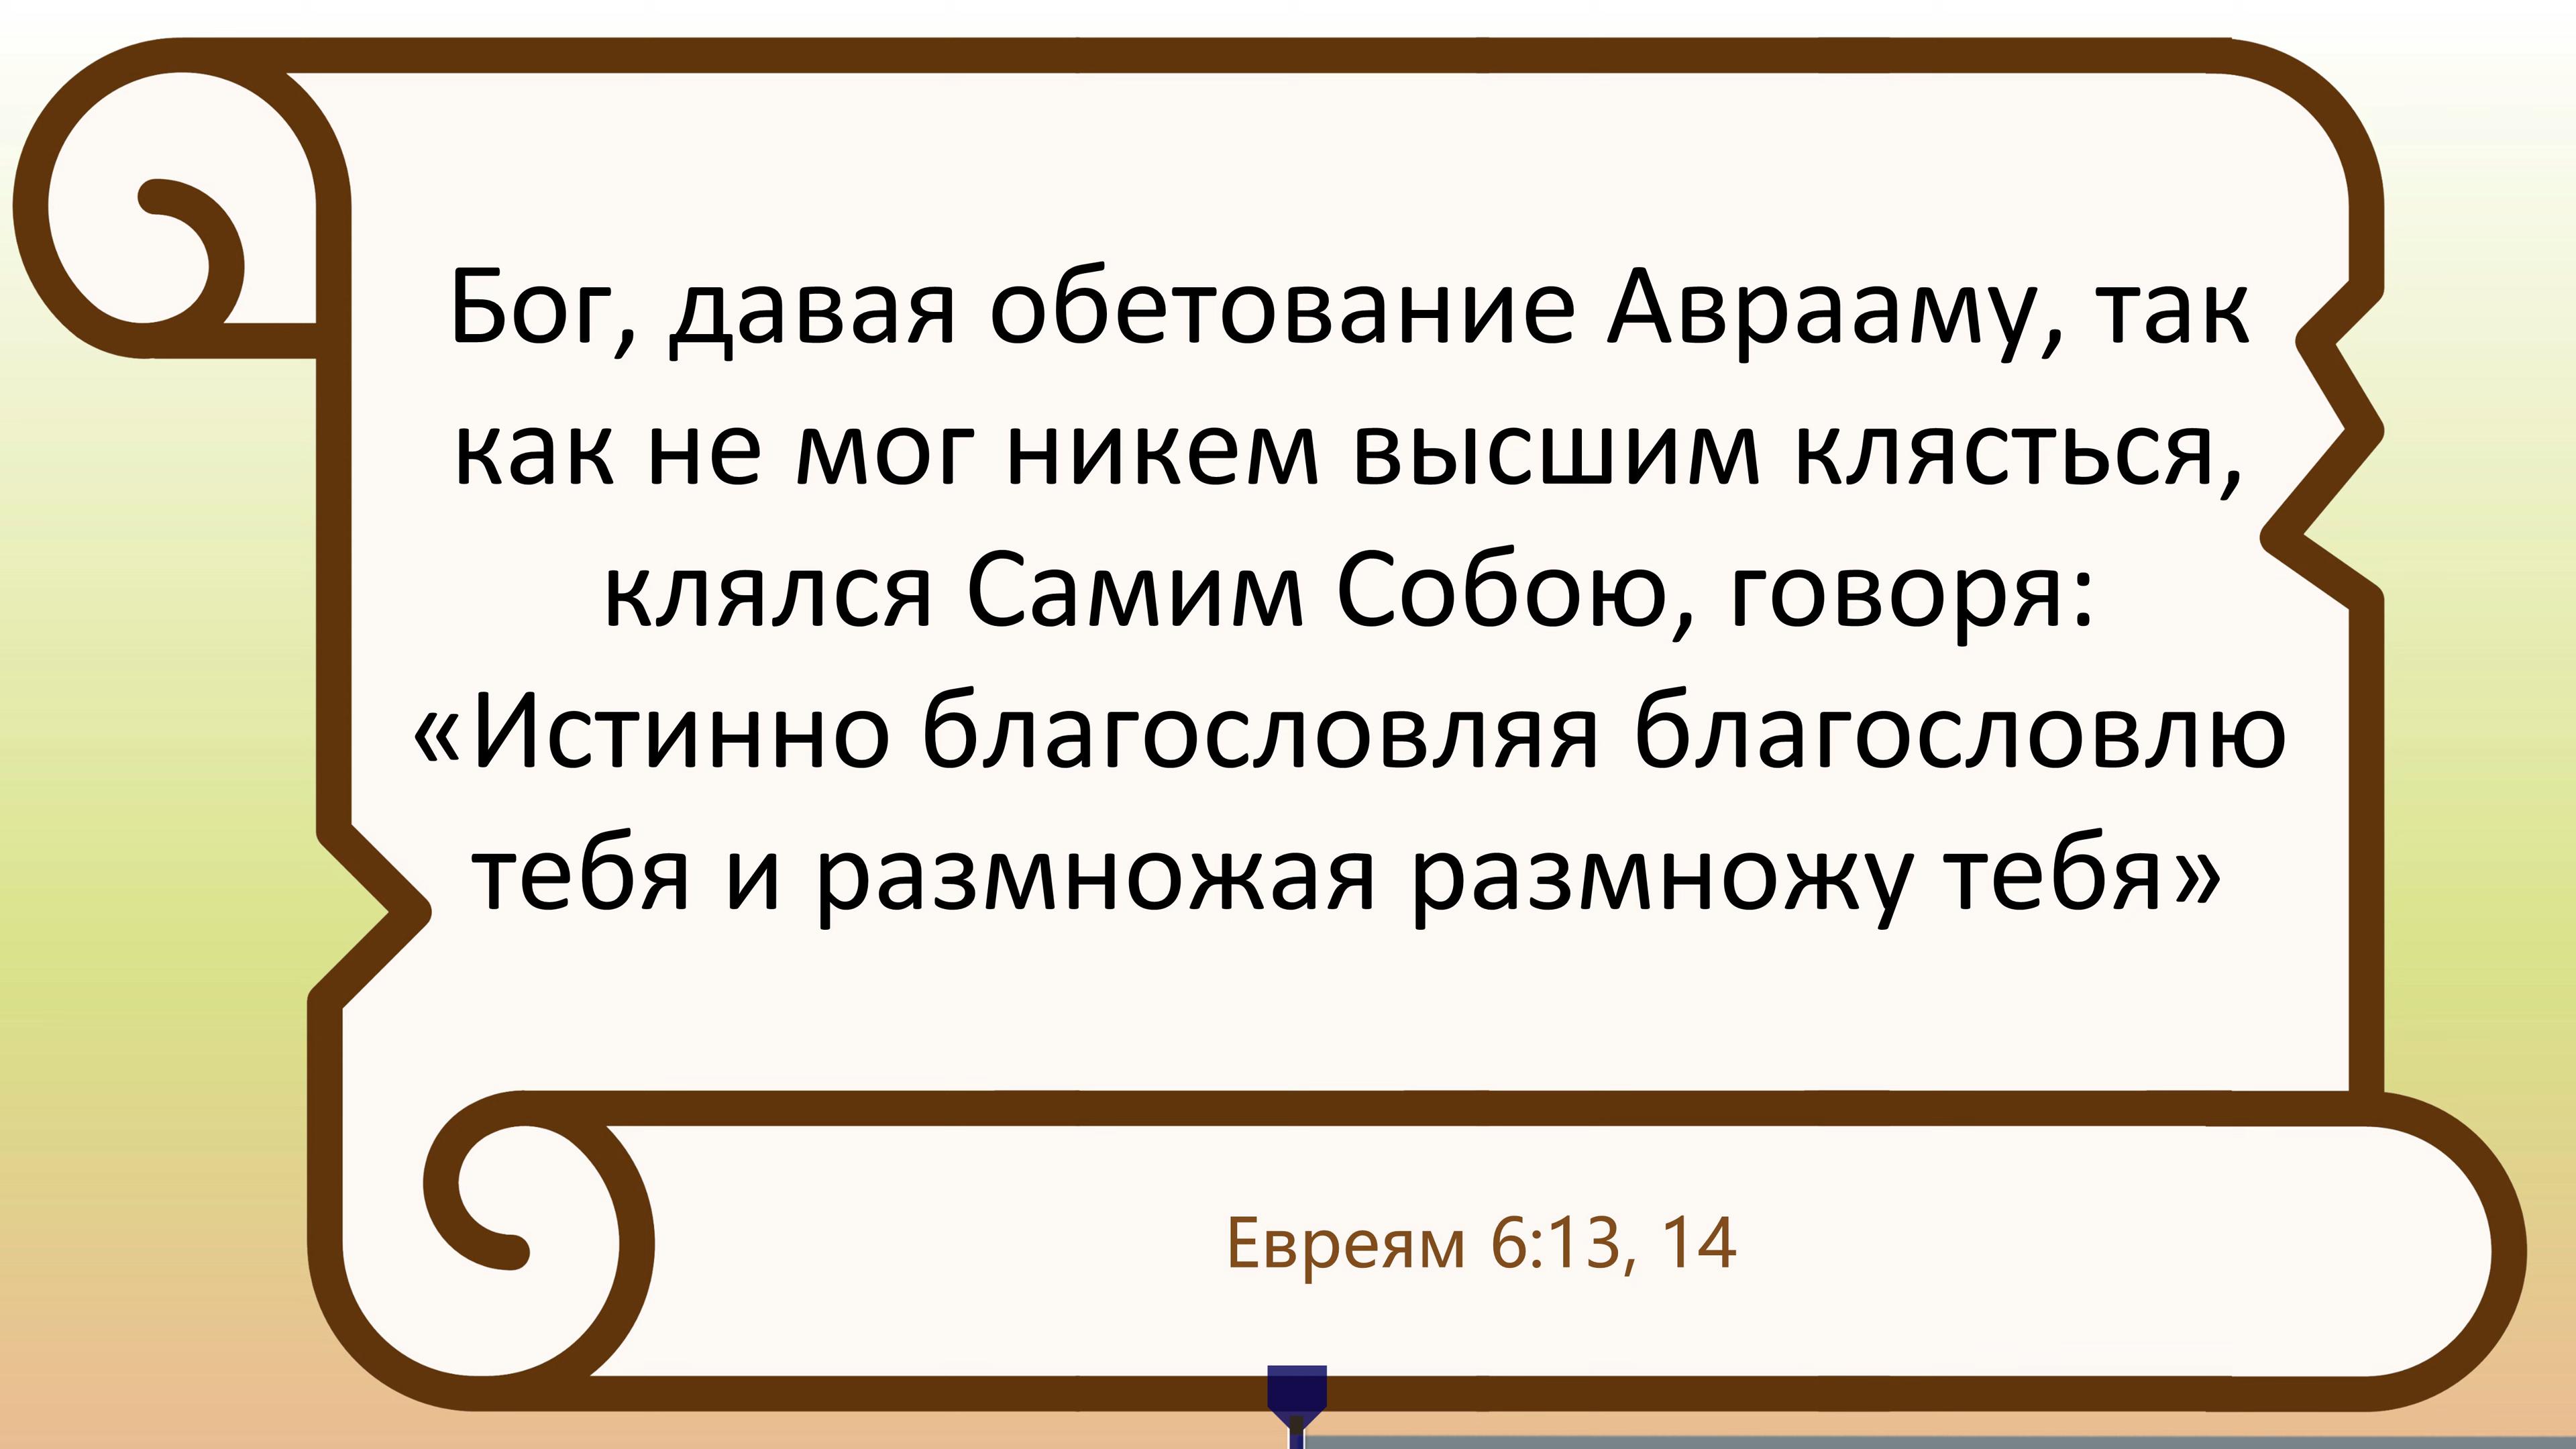 Бог, давая обетование Аврааму, так
как не мог никем высшим клясться,
клялся Самим Собою, говоря:
«Истинно благословляя благословлю
тебя и размножая размножу тебя»
Евреям 6:13, 14